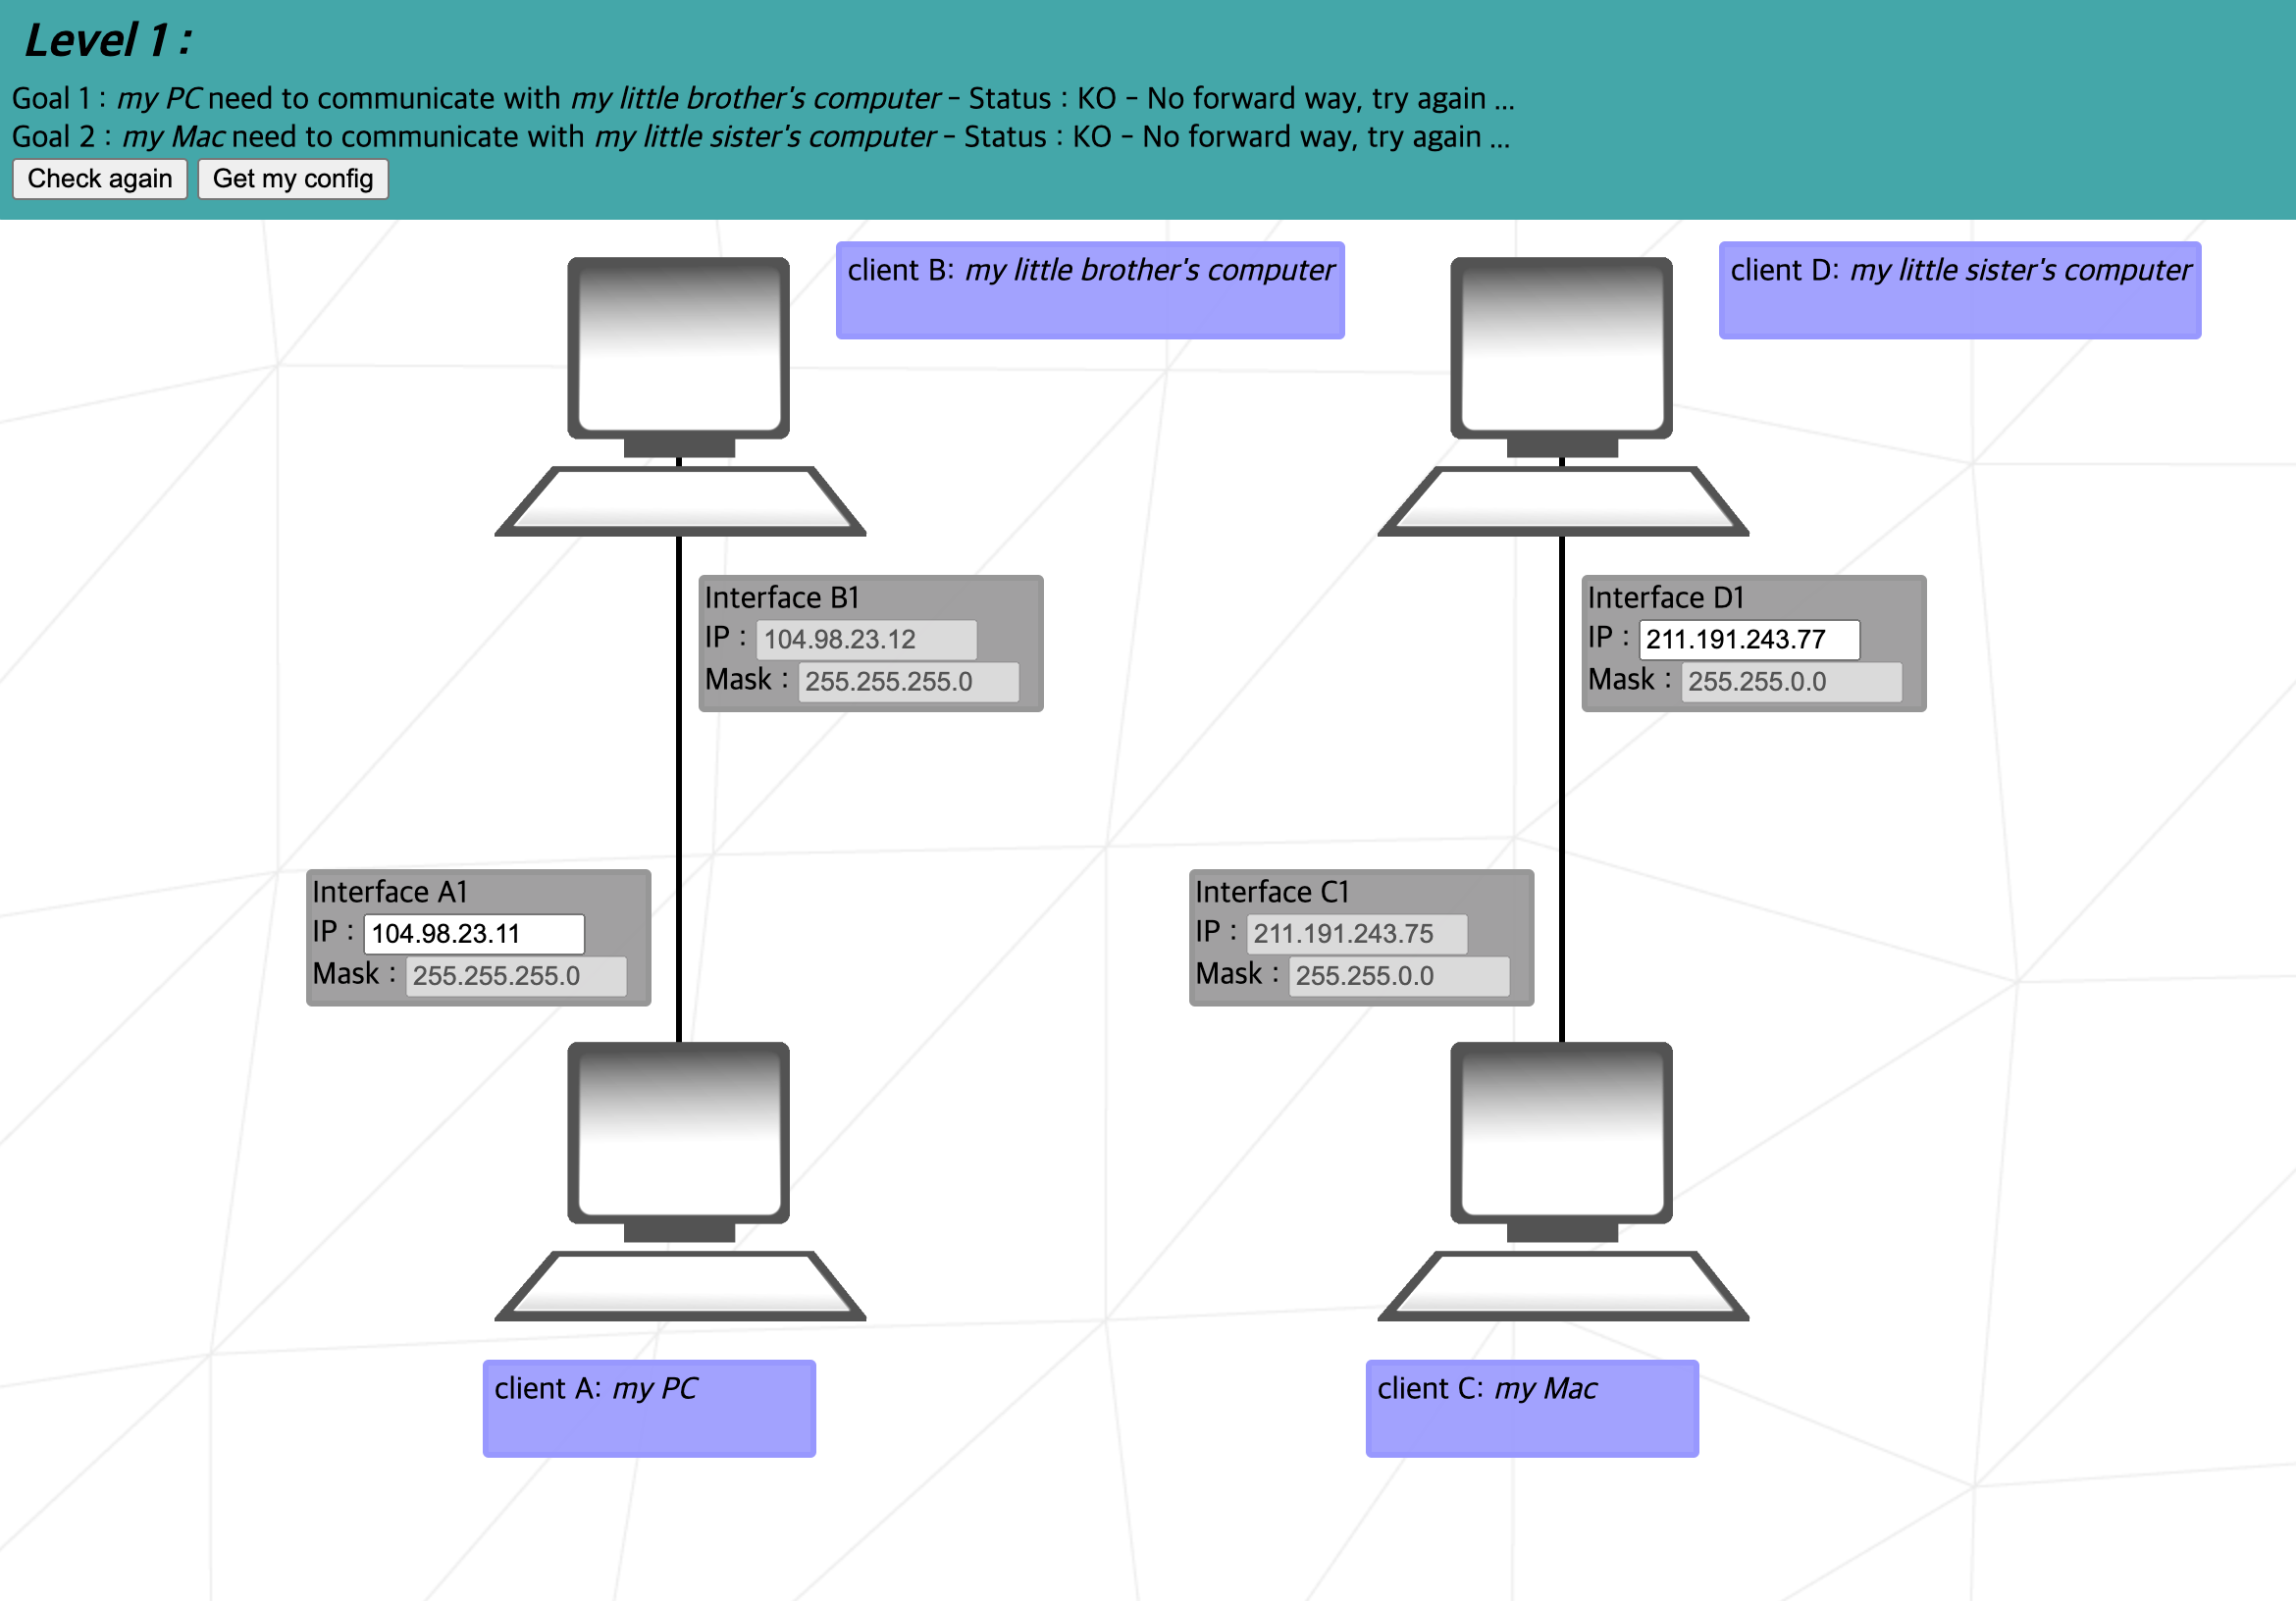 Level 1 :
Goal 1 : my PC need to communicate with my little brother's computer - Status : KO - No forward way, try again ...
Goal 2 : my Mac need to communicate with my little sister's computer - Status : KO - No forward way, try again ...
Check again Get my config
client B: my little brother's computer
client D: my little sister's computer
Interface B1
IP : 104.98.23.12
Mask : 255.255.255.0
Interface D1
IP : 211.191.243.77
Mask : 255.255.0.0
Interface A1
IP : 104.98.23.11
Mask : 255.255.255.0
Interface C1
IP : 211.191.243.75
Mask : 255.255.0.0
client A: my PC
client C: my Mac